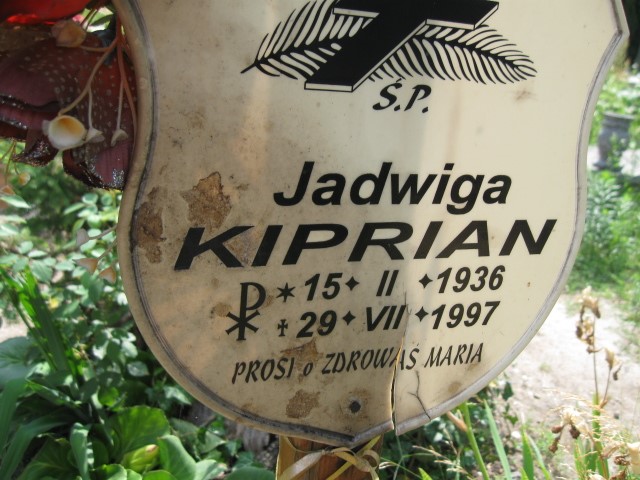 Ś.P.
Jadwiga
KIPRIAN
* 15 II 1936
+ 29 VII 1997
PROSI o ZDROWAŚ MARIA